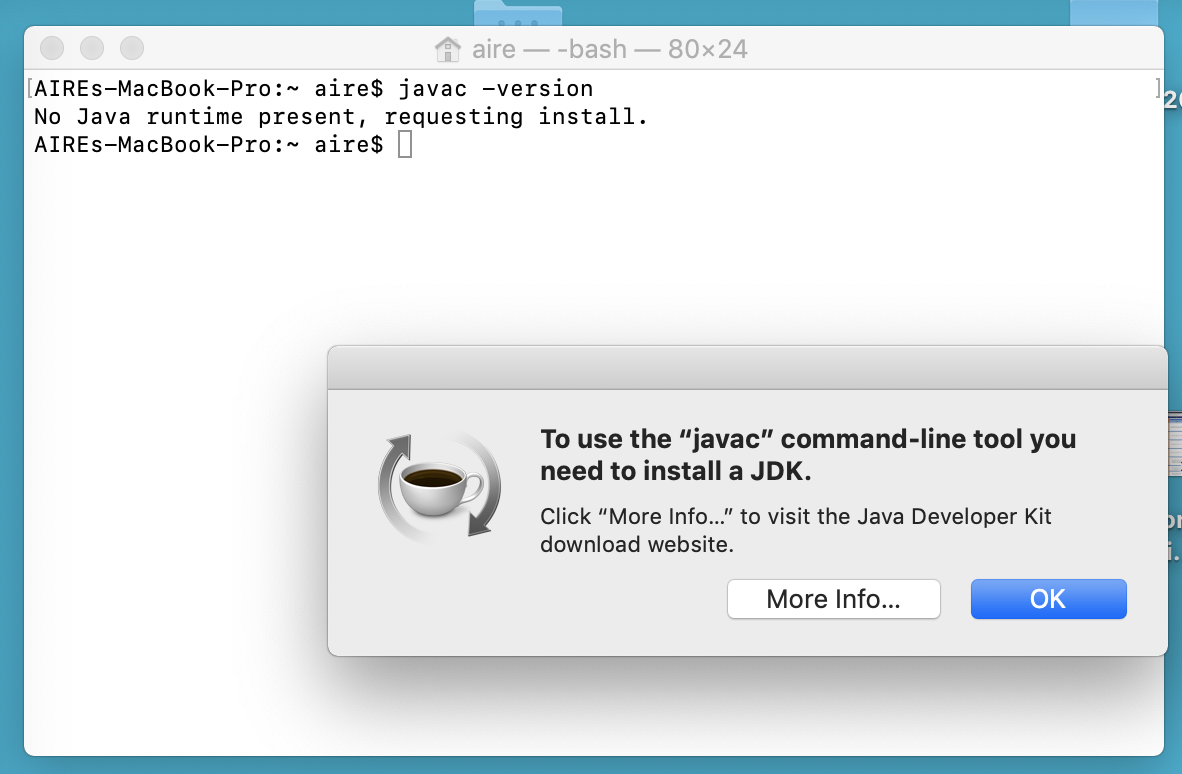 aire — -bash — 80×24
[AIREs-MacBook-Pro:~ aire$ javac -version]
No Java runtime present, requesting install.
AIREs-MacBook-Pro:~ aire$
To use the “javac” command-line tool you
need to install a JDK.
Click “More Info...” to visit the Java Developer Kit
download website.
More Info...
OK